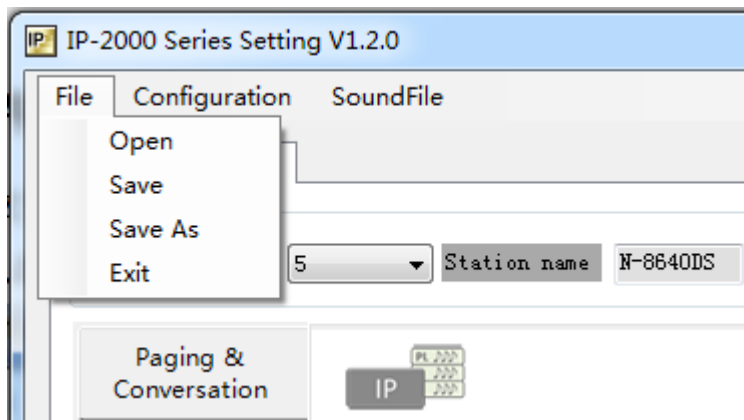 IP IP-2000 Series Setting V1.2.0
File Configuration SoundFile
Open
Save
Save As
Exit
5 Station name N-8640DS
Paging &
Conversation
IP
PL